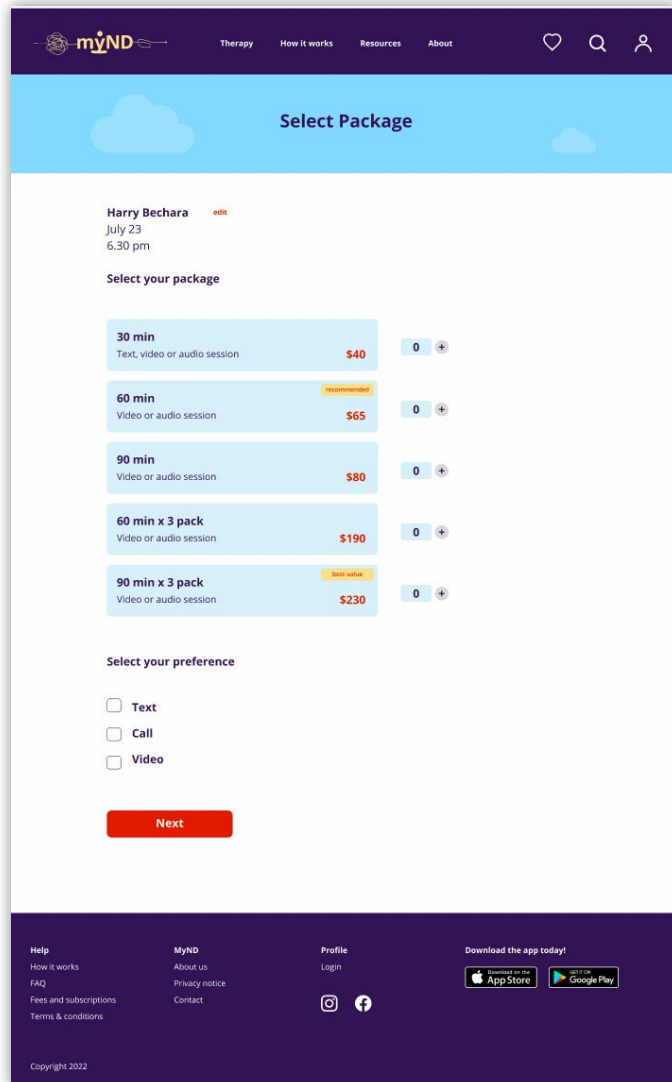 myND
Therapy How it works Resources About
Select Package
Harry Bechara edit
July 23
6.30 pm
Select your package
30 min
Text, video or audio session $40 0 +
recommended
60 min
Video or audio session $65 0 +
90 min
Video or audio session $80 0 +
60 min x 3 pack
Video or audio session $190 0 +
best value
90 min x 3 pack
Video or audio session $230 0 +
Select your preference
Text
Call
Video
Next
Help
How it works
FAQ
Fees and subscriptions
Terms & conditions
MyND
About us
Privacy notice
Contact
Profile
Login
Download the app today!
Download on the
App Store
GET IT ON
Google Play
Copyright 2022